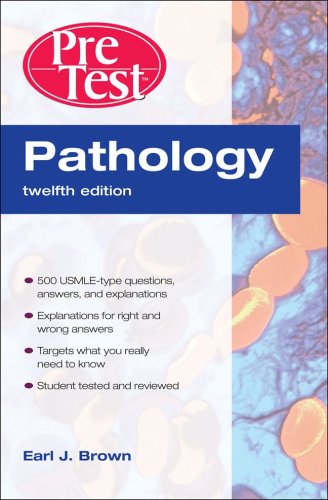 Pre
Test™
Pathology
twelfth edition
500 USMLE-type questions,
answers, and explanations
Explanations for right and
wrong answers
Targets what you really
need to know
Student tested and reviewed
Earl J. Brown